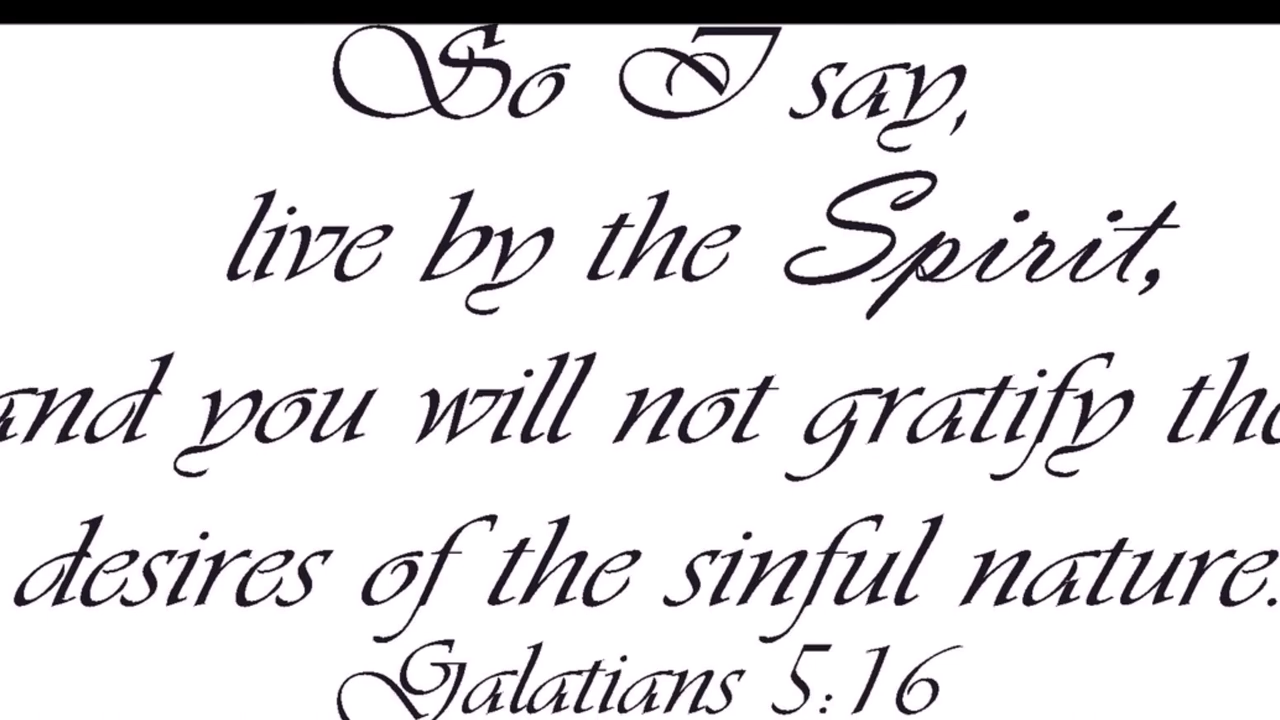 So I say,
live by the Spirit,
and you will not gratify the
desires of the sinful nature.
Galatians 5:16